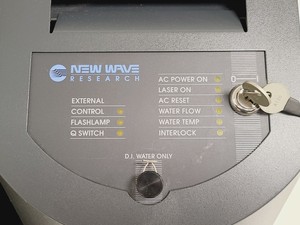 NEW WAVE
RESEARCH
EXTERNAL
CONTROL
FLASHLAMP
Q SWITCH
AC POWER ON
LASER ON
AC RESET
WATER FLOW
WATER TEMP
INTERLOCK
D.I. WATER ONLY